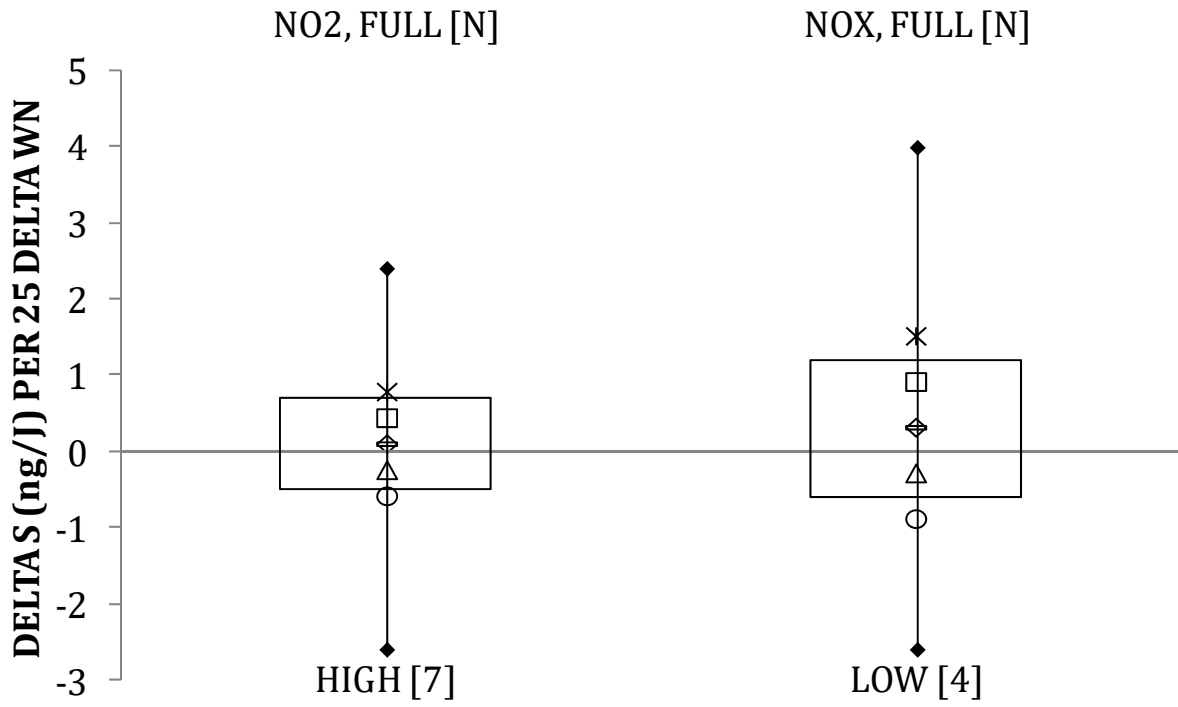 NO2, FULL [N]
NOX, FULL [N]
DELTA S (ng/J) PER 25 DELTA WN
5
4
3
2
1
0
-1
-2
-3
HIGH [7]
LOW [4]